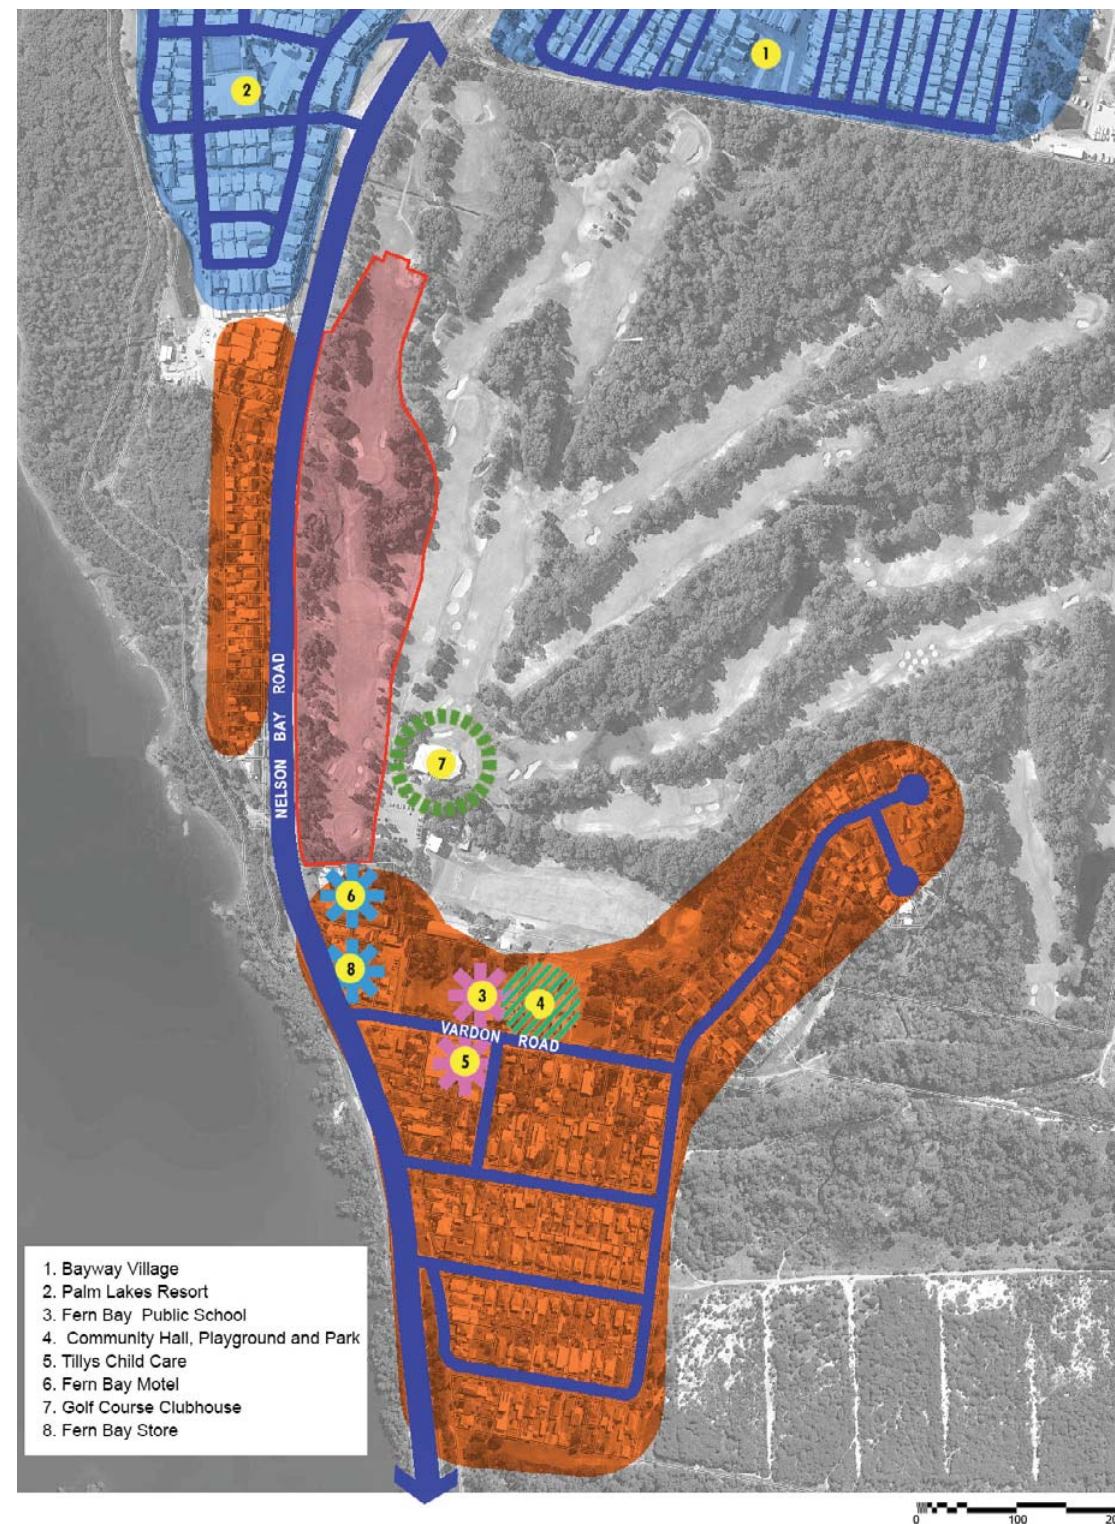 1
2
NELSON BAY ROAD
7
6
8
3
4
VARDON ROAD
5
1. Bayway Village
2. Palm Lakes Resort
3. Fern Bay Public School
4. Community Hall, Playground and Park
5. Tillys Child Care
6. Fern Bay Motel
7. Golf Course Clubhouse
8. Fern Bay Store
0 100